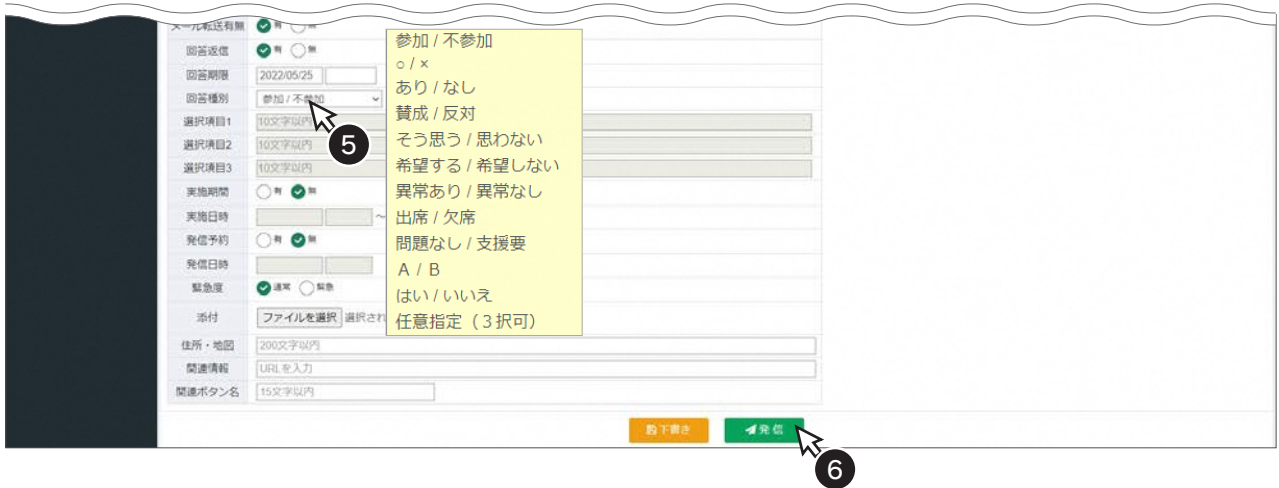 メール転送有無 有 無
回答返信 有 無
回答期限 2022/05/25
回答種別 参加 / 不参加
選択項目1 10文字以内
選択項目2 10文字以内
選択項目3 10文字以内
実施期間 有 無
実施日時 ～
発信予約 有 無
発信日時
緊急度 通常 緊急
添付 ファイルを選択 選択され
住所・地図 200文字以内
関連情報 URLを入力
関連ボタン名 15文字以内
参加 / 不参加
○ / ×
あり / なし
賛成 / 反対
そう思う / 思わない
希望する / 希望しない
異常あり / 異常なし
出席 / 欠席
問題なし / 支援要
A / B
はい / いいえ
任意指定（３択可）
5
下書き 発信
6